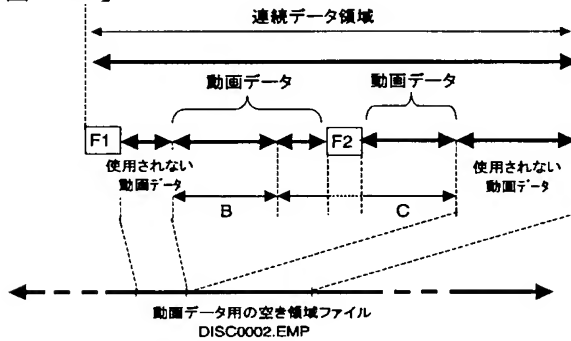 連続データ領域
動画データ
動画データ
F1
F2
使用されない
動画データ
使用されない
動画データ
B
C
動画データ用の空き領域ファイル
DISC0002.EMP